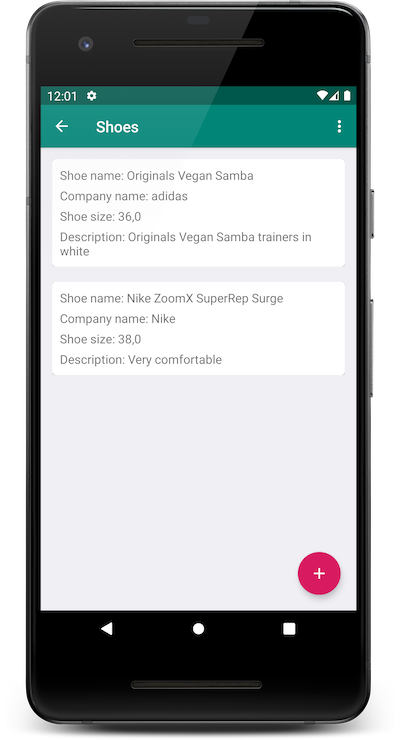 12:01
Shoes
Shoe name: Originals Vegan Samba
Company name: adidas
Shoe size: 36,0
Description: Originals Vegan Samba trainers in
white
Shoe name: Nike ZoomX SuperRep Surge
Company name: Nike
Shoe size: 38,0
Description: Very comfortable
+